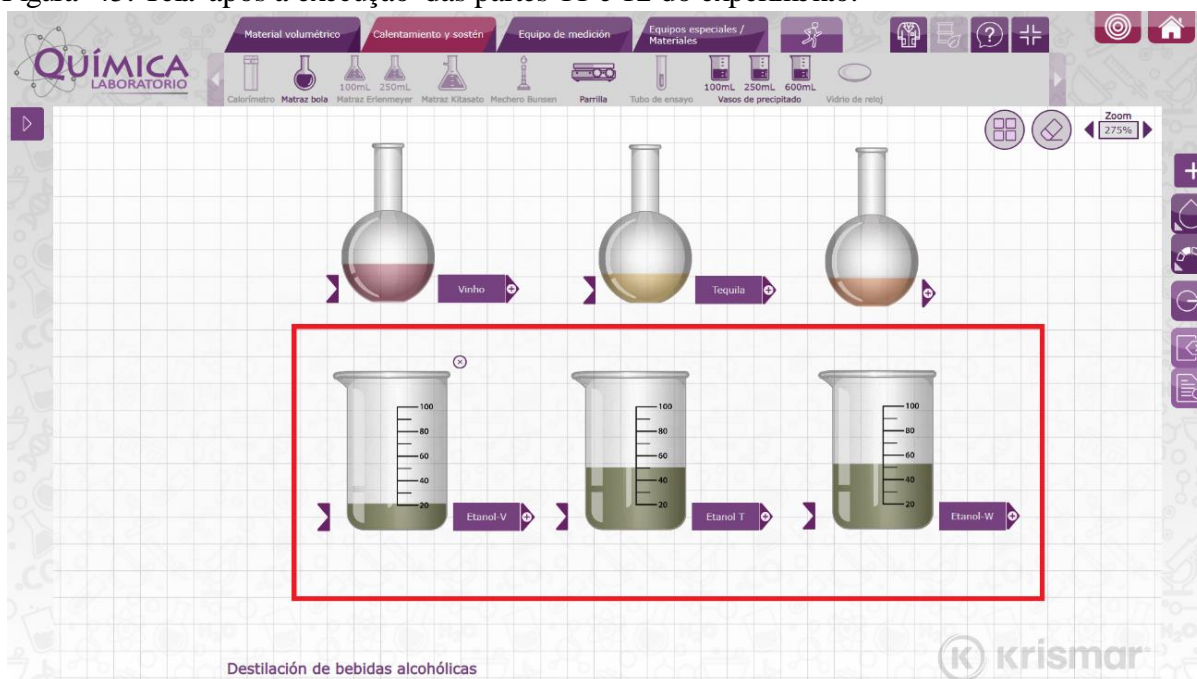 Figura 43: Tela após a execução das partes 11 e 12 do experimento.
Material volumétrico
Calentamiento y sostén
Equipo de medición
Equipos especiales /
Materiales
QUÍMICA
LABORATORIO
100mL 250mL
100mL 250mL 600mL
Calorímetro Matraz bola Matraz Erlenmeyer Matraz Kitasato Mechero Bunsen Parrilla Tubo de ensayo Vasos de precipitado Vidrio de reloj
Zoom
275%
Vinho
Tequila
100
80
60
40
20
Etanol-V
100
80
60
40
20
Etanol T
100
80
60
40
20
Etanol-W
Destilación de bebidas alcohólicas
K krismar